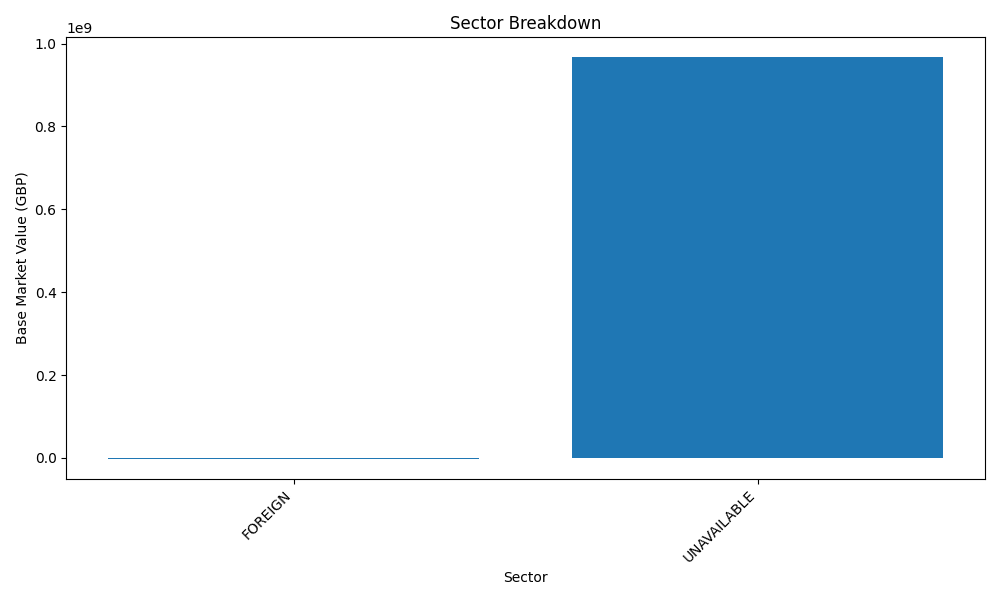 Sector Breakdown
1e9
1.0
0.8
0.6
0.4
0.2
0.0
Base Market Value (GBP)
FOREIGN
UNAVAILABLE
Sector